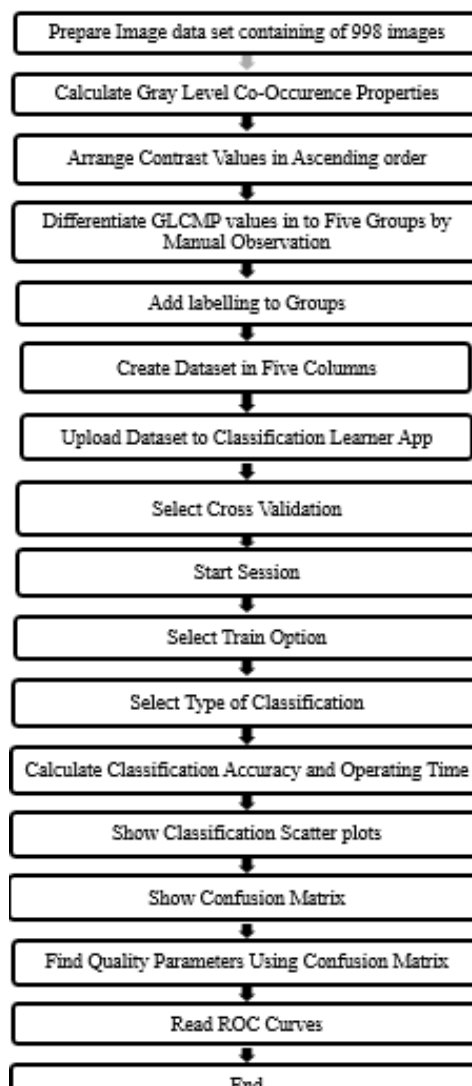 Prepare Image data set containing of 998 images
Calculate Gray Level Co-Occurence Properties
Arrange Contrast Values in Ascending order
Differentiate GLCMP values in to Five Groups by
Manual Observation
Add labelling to Groups
Create Dataset in Five Columns
Upload Dataset to Classification Learner App
Select Cross Validation
Start Session
Select Train Option
Select Type of Classification
Calculate Classification Accuracy and Operating Time
Show Classification Scatter plots
Show Confusion Matrix
Find Quality Parameters Using Confusion Matrix
Read ROC Curves
End